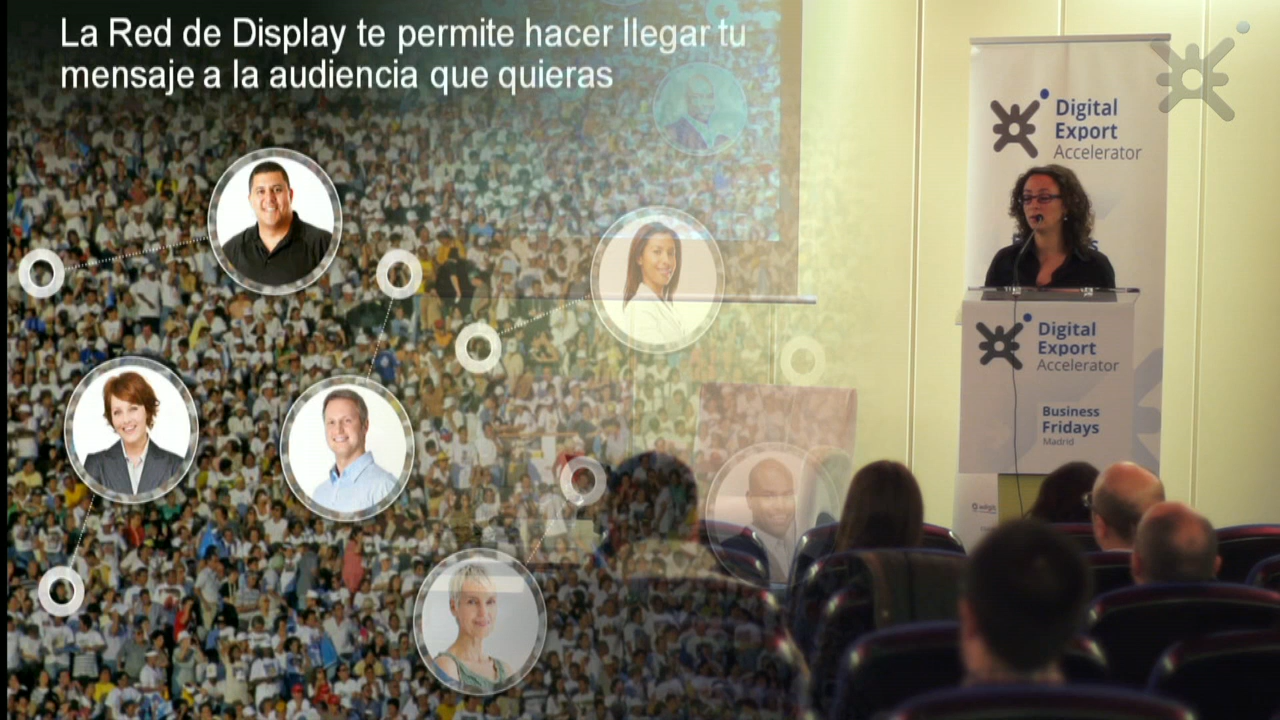 La Red de Display te permite hacer llegar tu
mensaje a la audiencia que quieras
Digital
Export
Accelerator
Digital
Export
Accelerator
Business
Fridays
Madrid
adigital